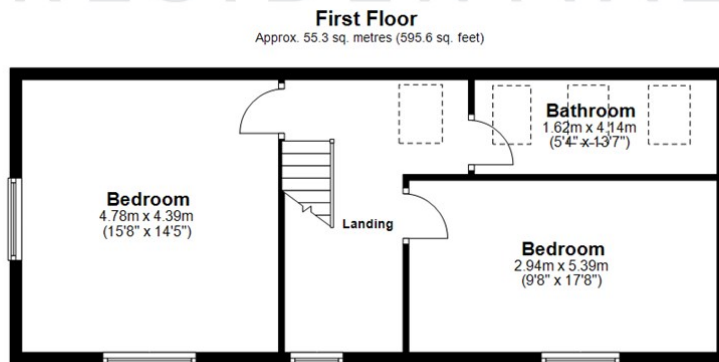 First Floor
Approx. 55.3 sq. metres (595.6 sq. feet)
Bathroom
1.62m x 4.14m
(5'4" x 13'7")
Bedroom
4.78m x 4.39m
(15'8" x 14'5")
Landing
Bedroom
2.94m x 5.39m
(9'8" x 17'8")